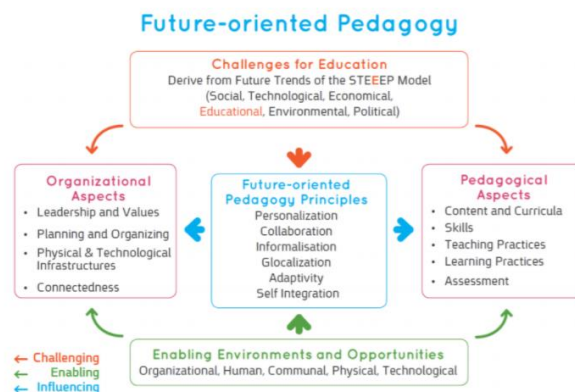 Future-oriented Pedagogy
Challenges for Education
Derive from Future Trends of the STEEEP Model
(Social, Technological, Economical,
Educational, Environmental, Political)
Organizational
Aspects
• Leadership and Values
• Planning and Organizing
• Physical & Technological
Infrastructures
• Connectedness
Future-oriented
Pedagogy Principles
Personalization
Collaboration
Informalisation
Glocalization
Adaptivity
Self Integration
Pedagogical
Aspects
• Content and Curricula
• Skills
• Teaching Practices
• Learning Practices
• Assessment
Enabling Environments and Opportunities
Organizational, Human, Communal, Physical, Technological
Challenging
Enabling
Influencing